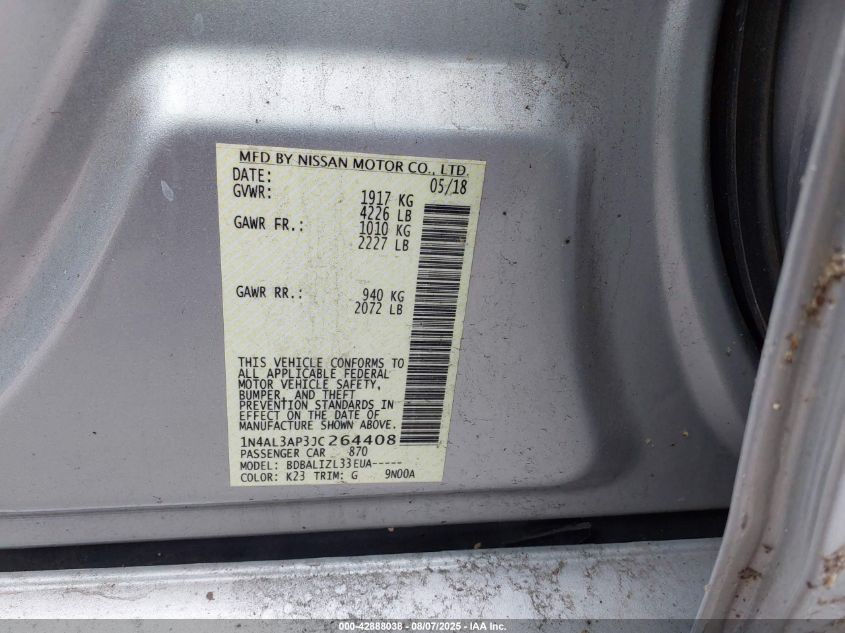 MFD BY NISSAN MOTOR CO., LTD.
DATE: 05/18
GVWR: 1917 KG
4226 LB
GAWR FR.: 1010 KG
2227 LB
GAWR RR.: 940 KG
2072 LB
THIS VEHICLE CONFORMS TO
ALL APPLICABLE FEDERAL
MOTOR VEHICLE SAFETY,
BUMPER, AND THEFT
PREVENTION STANDARDS IN
EFFECT ON THE DATE OF
MANUFACTURE SHOWN ABOVE.
1N4AL3AP3JC264408
PASSENGER CAR 870
MODEL: BDBALIZL33EUA-----
COLOR: K23 TRIM: G 9N00A
000-42888038 - 08/07/2025 - IAA Inc.